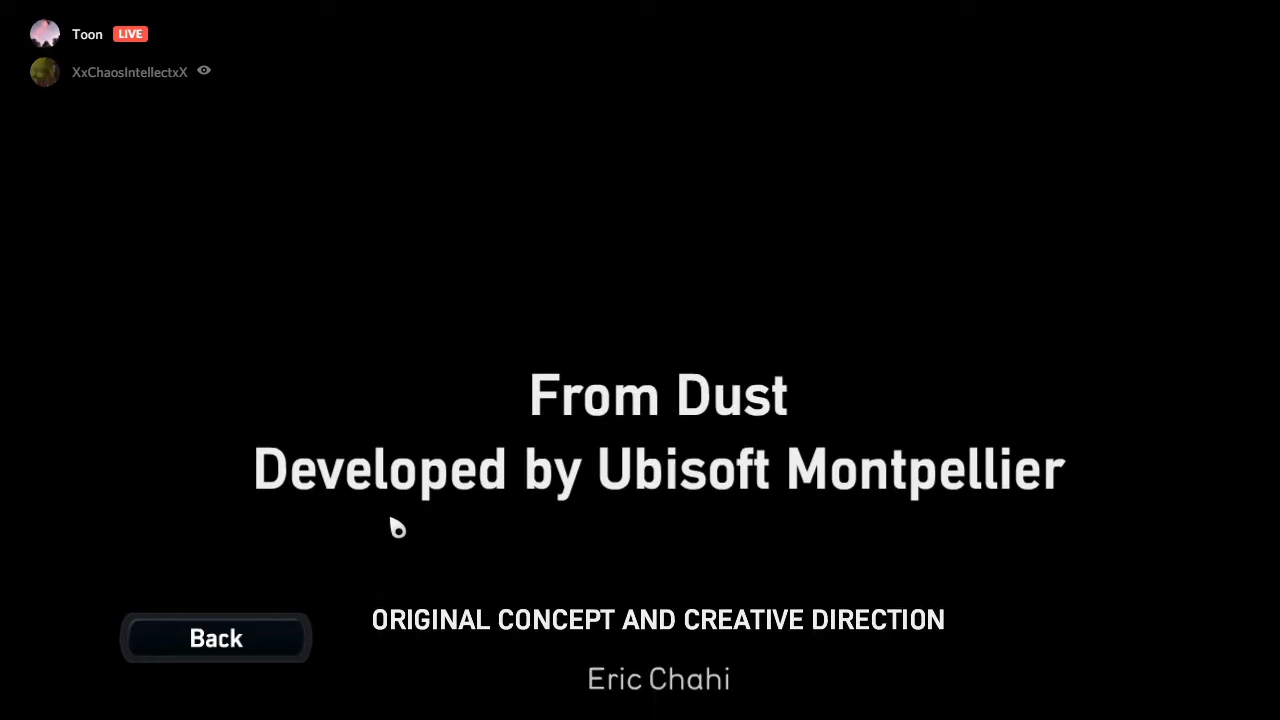 Toon LIVE
XxChaosIntellectxX
From Dust
Developed by Ubisoft Montpellier
ORIGINAL CONCEPT AND CREATIVE DIRECTION
Back
Eric Chahi